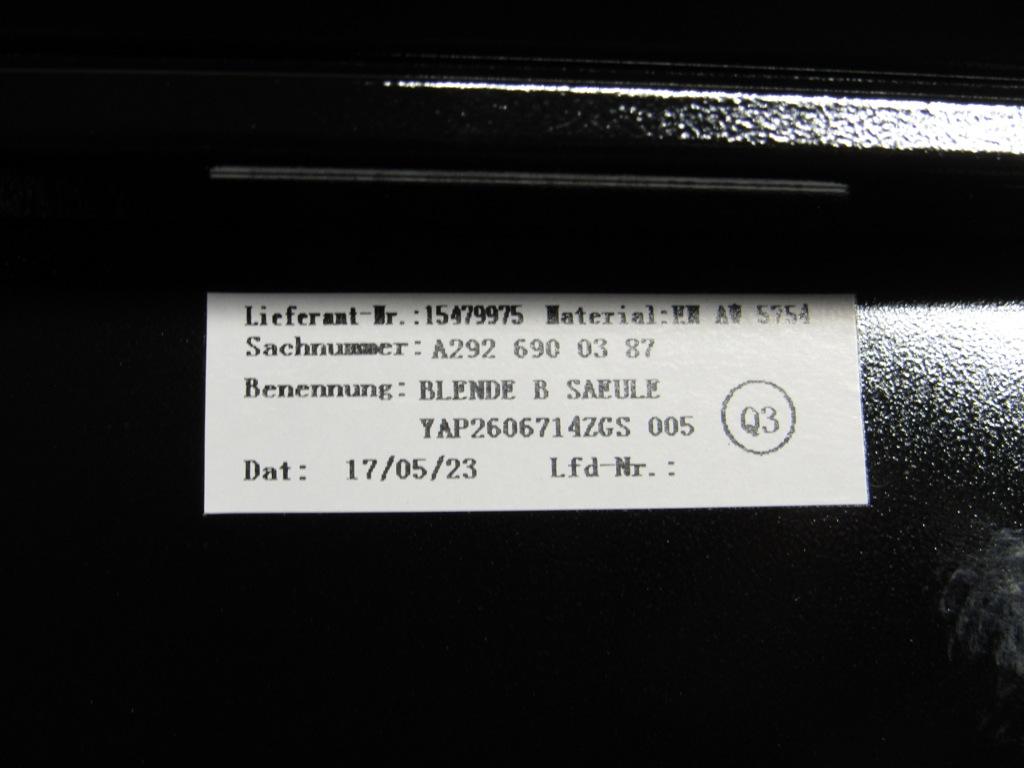 Lieferant-Nr.:15479975 Material:EN AW 5754
Sachnummer: A292 690 03 87
Benennung: BLENDE B SAEULE
YAP2606714ZGS 005 Q3
Dat: 17/05/23 Lfd-Nr.: